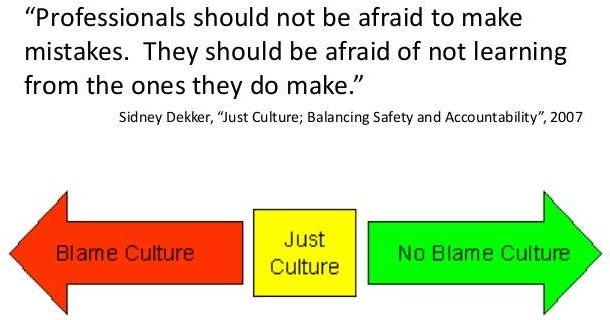 “Professionals should not be afraid to make
mistakes.  They should be afraid of not learning
from the ones they do make.”
Sidney Dekker, “Just Culture; Balancing Safety and Accountability”, 2007
Blame Culture
Just
Culture
No Blame Culture